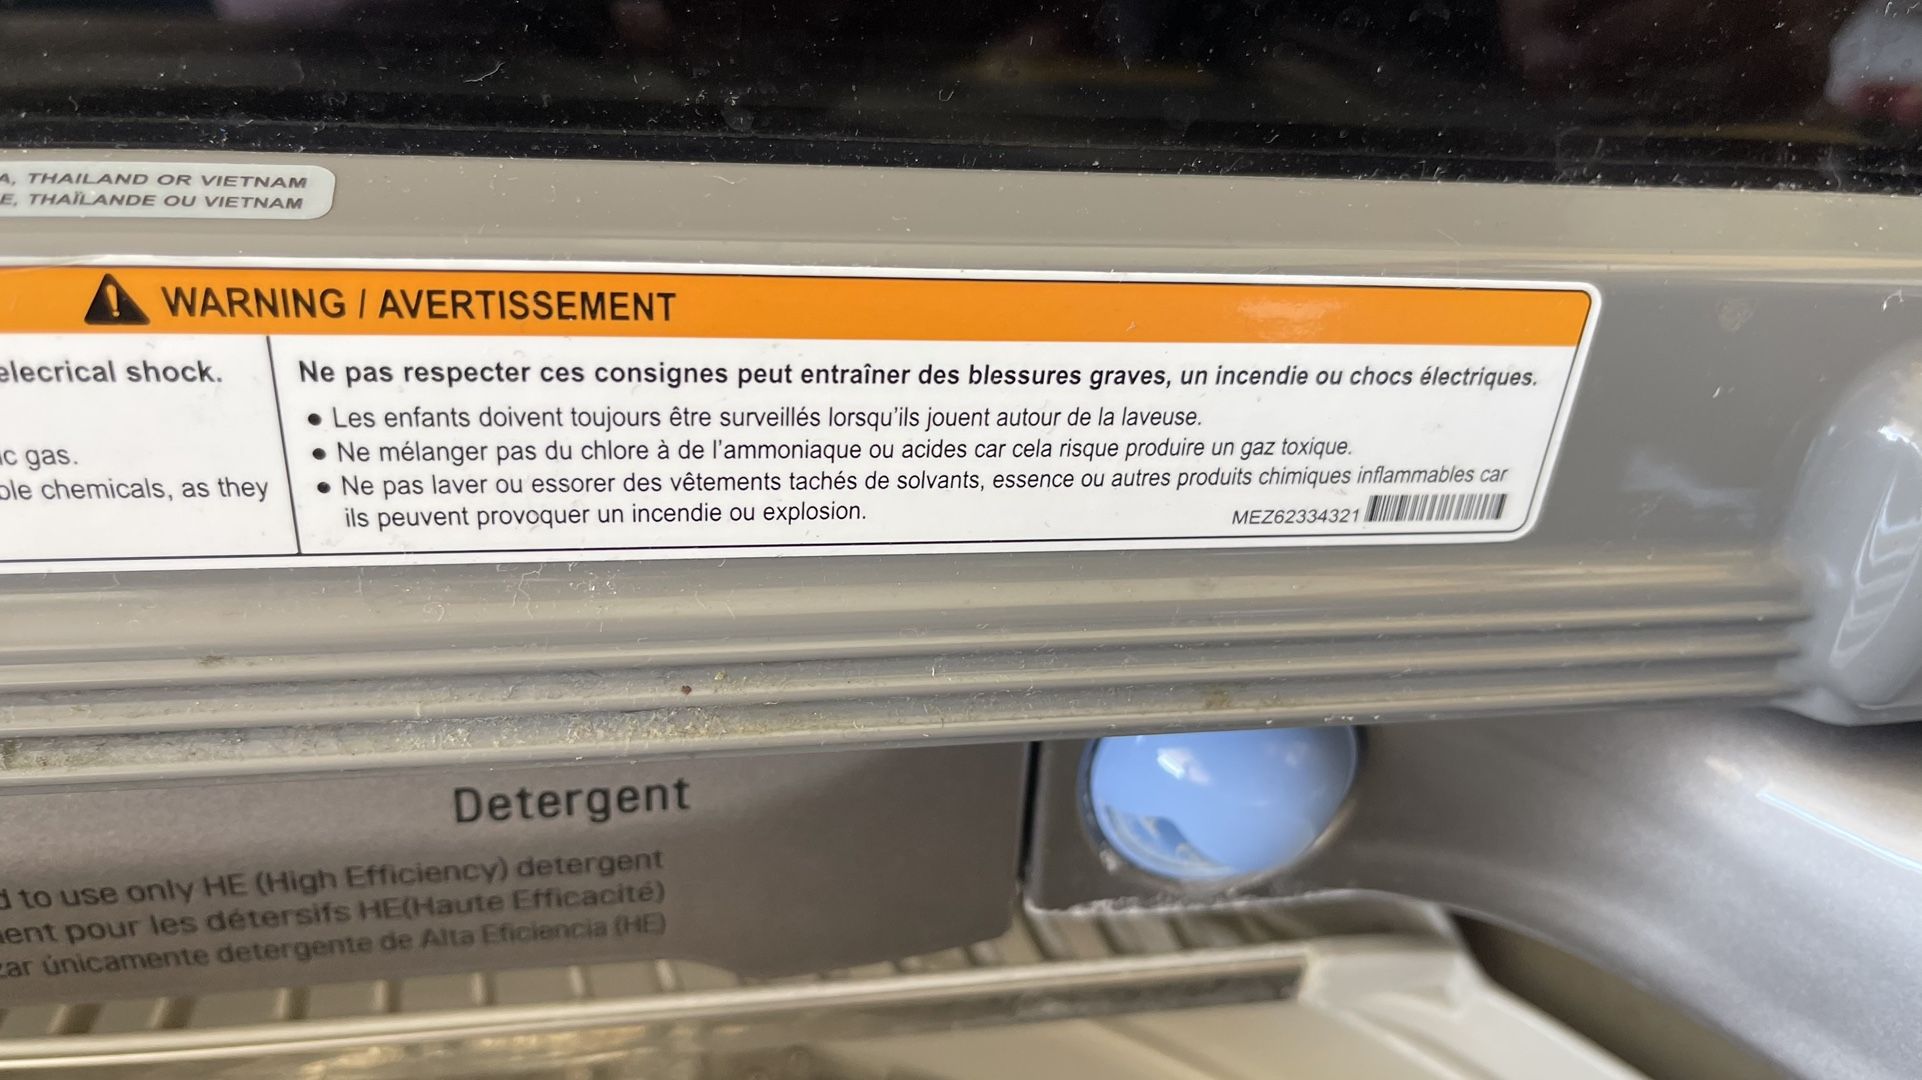 A, THAILAND OR VIETNAM
E, THAÏLANDE OU VIETNAM
WARNING / AVERTISSEMENT
elecrical shock.
ic gas.
ble chemicals, as they
Ne pas respecter ces consignes peut entraîner des blessures graves, un incendie ou chocs électriques.
● Les enfants doivent toujours être surveillés lorsqu'ils jouent autour de la laveuse.
● Ne mélanger pas du chlore à de l'ammoniaque ou acides car cela risque produire un gaz toxique.
● Ne pas laver ou essorer des vêtements tachés de solvants, essence ou autres produits chimiques inflammables car
ils peuvent provoquer un incendie ou explosion.
MEZ62334321
Detergent
to use only HE (High Efficiency) detergent
ent pour les détersifs HE(Haute Efficacité)
zar únicamente detergente de Alta Eficiencia (HE)